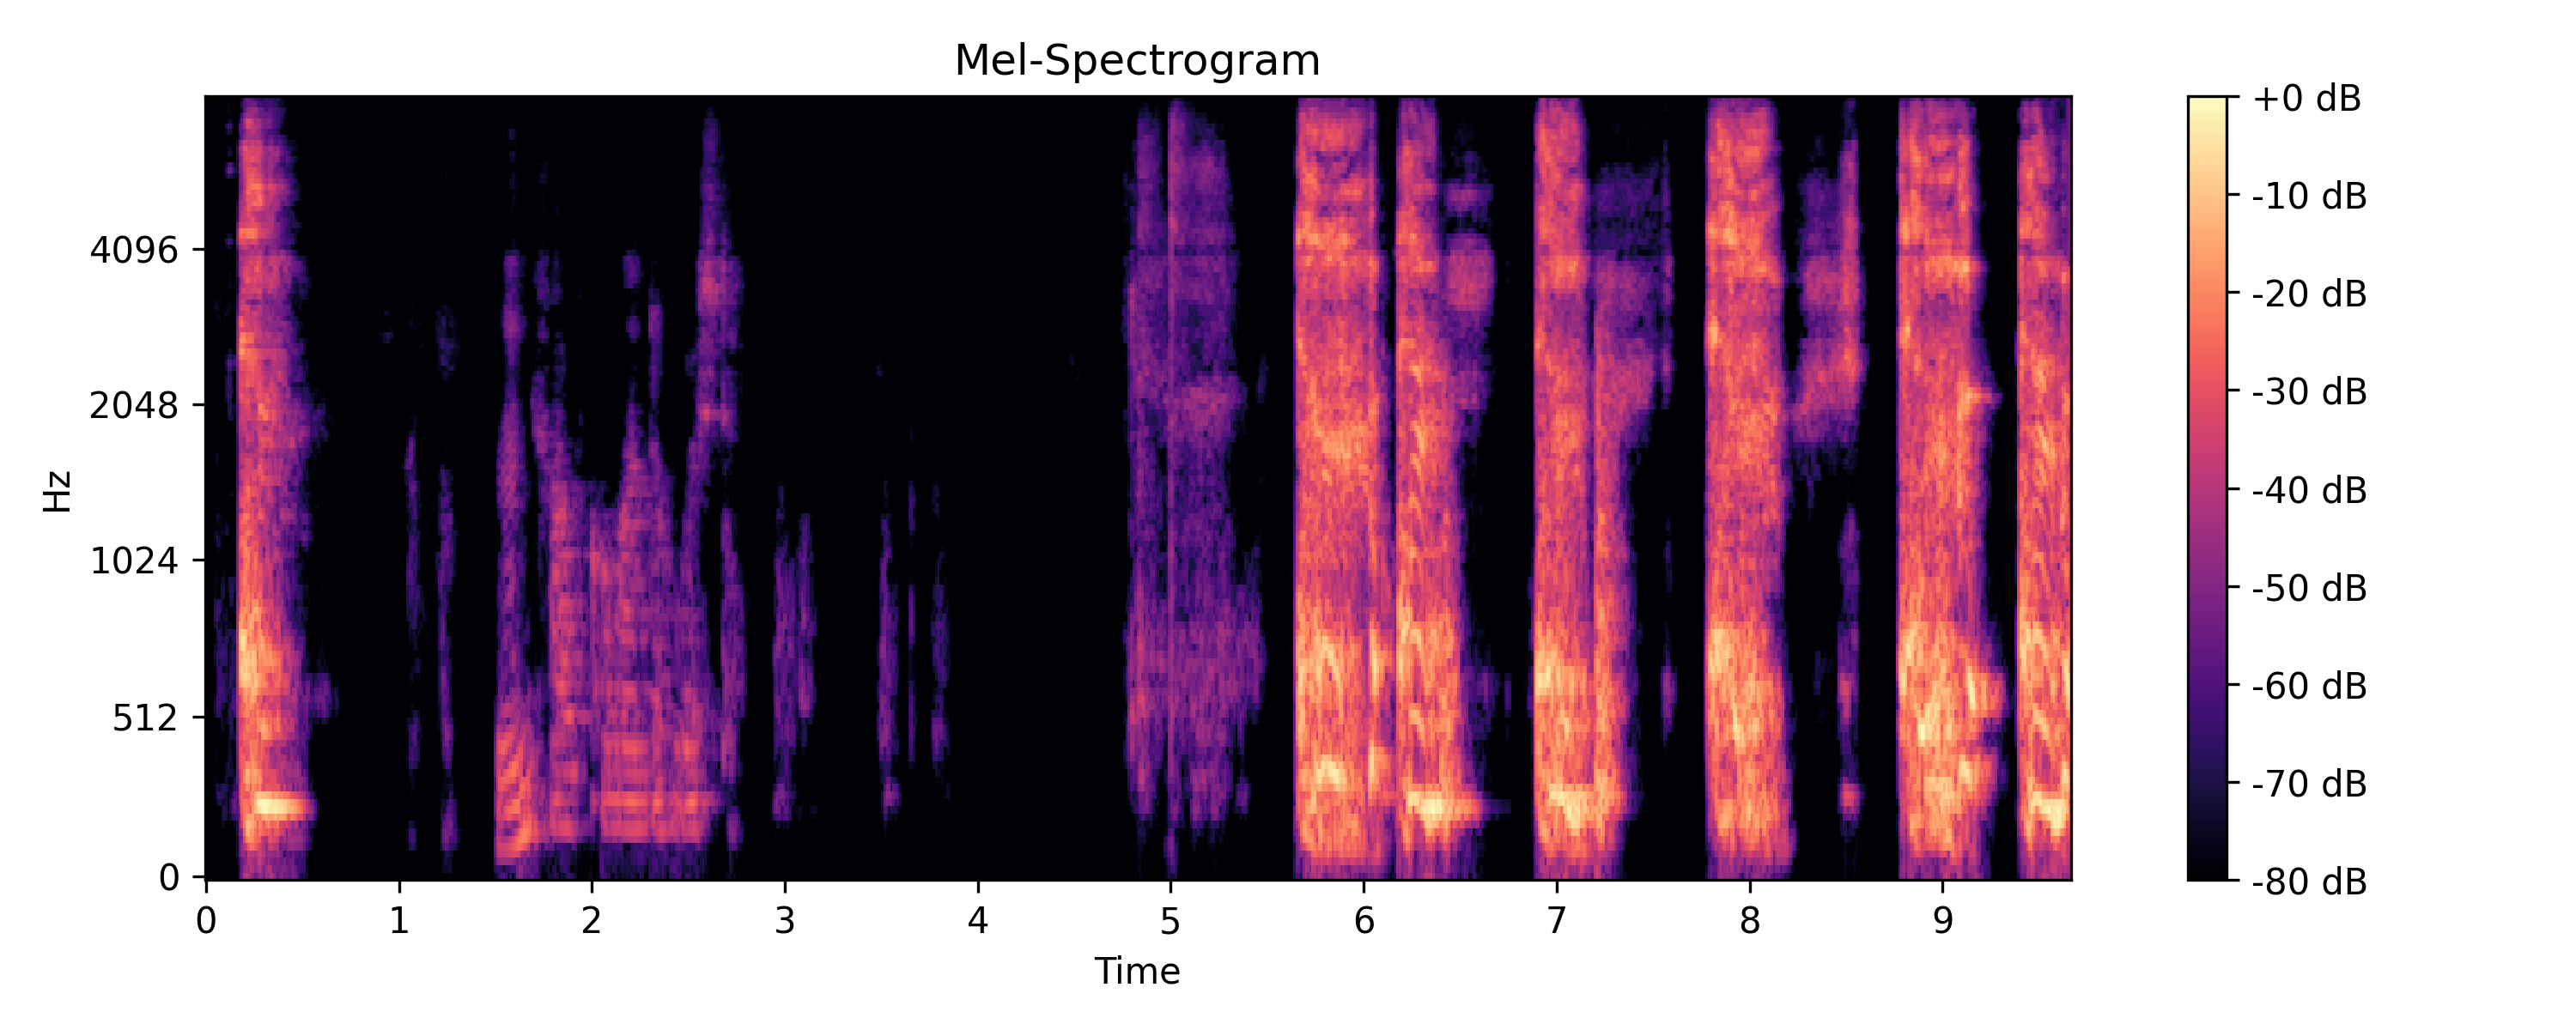 Mel-Spectrogram
+0 dB
-10 dB
-20 dB
-30 dB
-40 dB
-50 dB
-60 dB
-70 dB
-80 dB
Hz
4096
2048
1024
512
0
0 1 2 3 4 5 6 7 8 9
Time